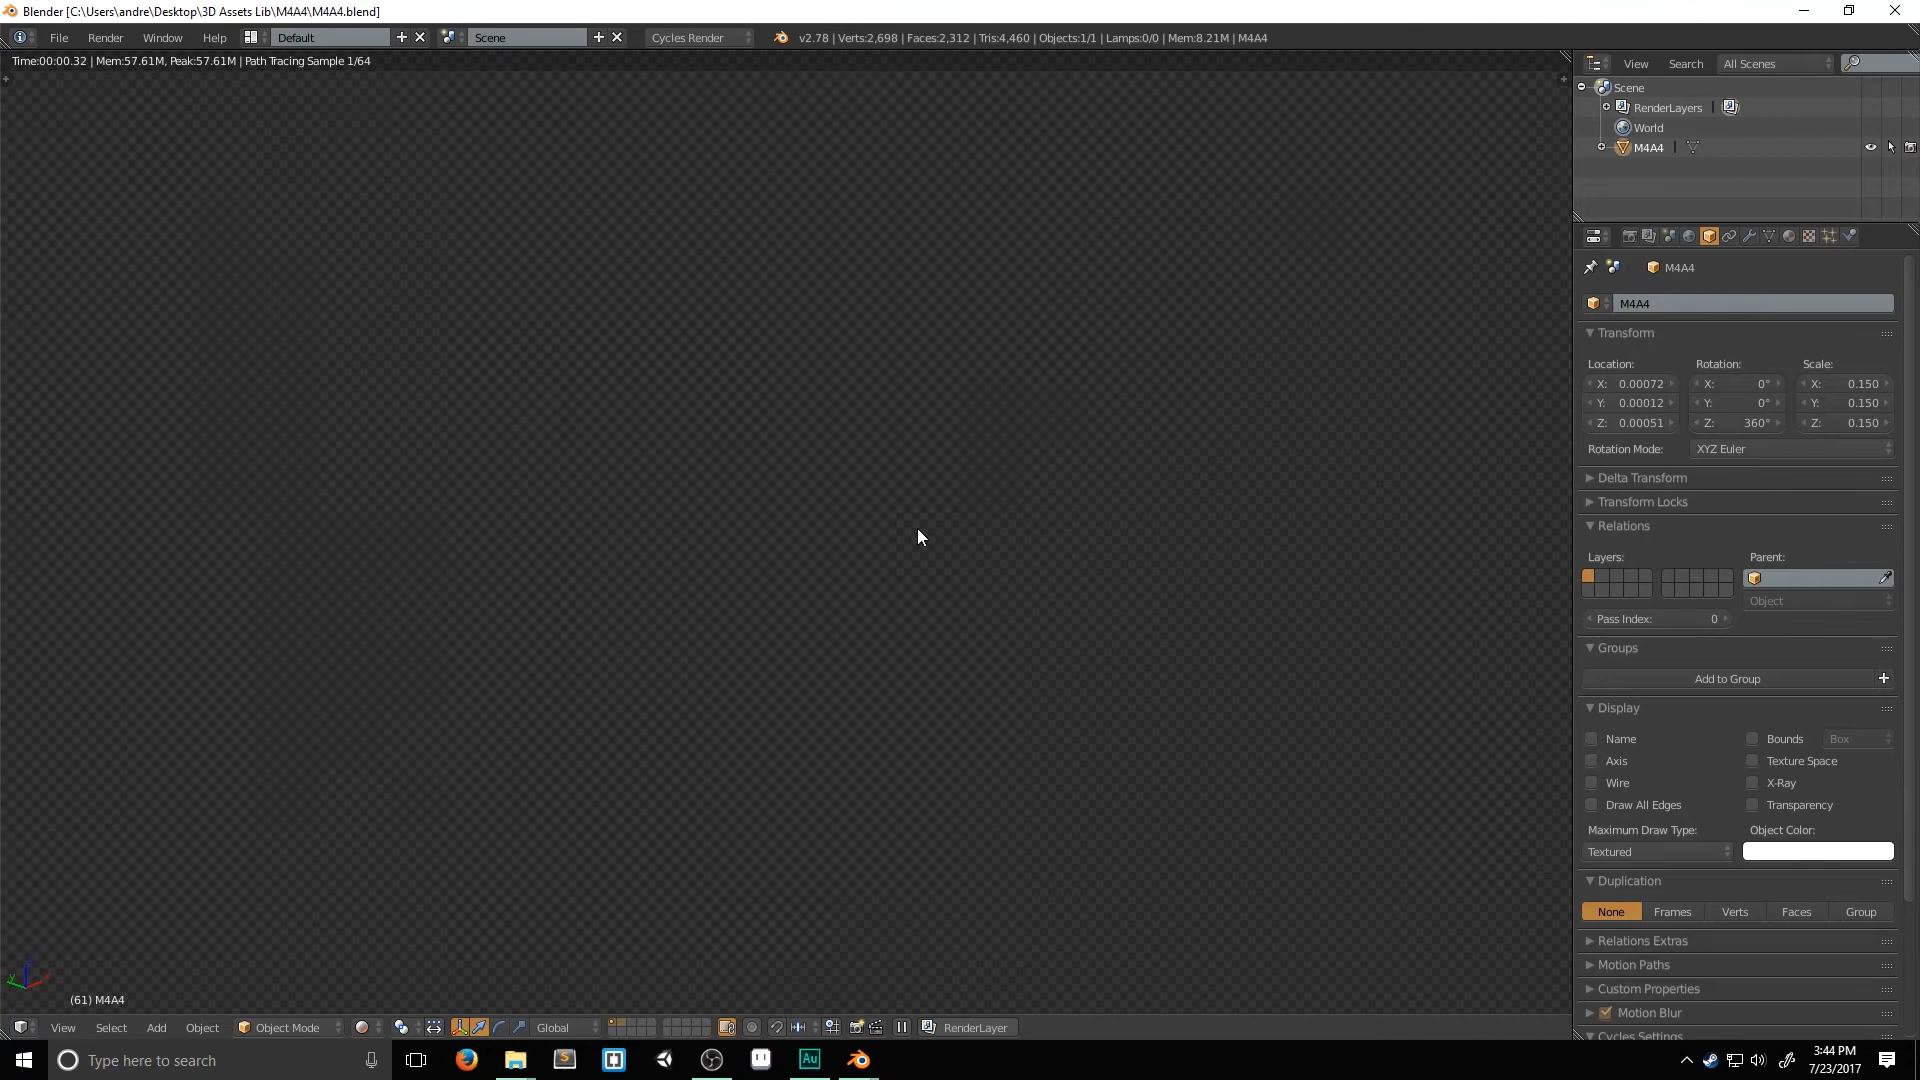 Blender [C:\Users\andre\Desktop\3D Assets Lib\M4A4\M4A4.blend]
File Render Window Help Default Scene Cycles Render v2.78 | Verts:2,698 | Faces:2,312 | Tris:4,460 | Objects:1/1 | Lamps:0/0 | Mem:8.21M | M4A4
Time:00:00.32 | Mem:57.61M, Peak:57.61M | Path Tracing Sample 1/64
View Search All Scenes
Scene
RenderLayers |
World
M4A4 |
M4A4
M4A4
Transform
Location: Rotation: Scale:
X: 0.00072 X: 0° X: 0.150
Y: 0.00012 Y: 0° Y: 0.150
Z: 0.00051 Z: 360° Z: 0.150
Rotation Mode: XYZ Euler
Delta Transform
Transform Locks
Relations
Layers: Parent:
Object
Pass Index: 0
Groups
Add to Group
Display
Name Bounds Box
Axis Texture Space
Wire X-Ray
Draw All Edges Transparency
Maximum Draw Type: Object Color:
Textured
Duplication
None Frames Verts Faces Group
Relations Extras
Motion Paths
Custom Properties
Motion Blur
Cycles Settings
(61) M4A4
View Select Add Object Object Mode Global RenderLayer
Type here to search
Au
3:44 PM
7/23/2017